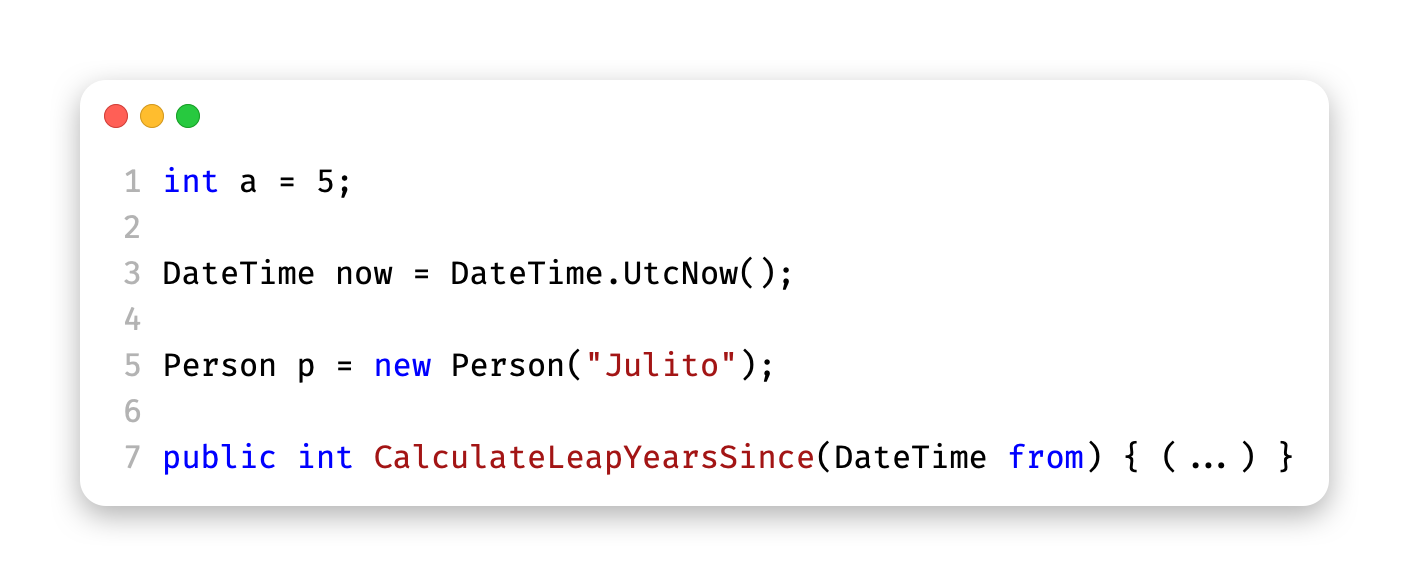 1 int a = 5;
2
3 DateTime now = DateTime.UtcNow();
4
5 Person p = new Person("Julito");
6
7 public int CalculateLeapYearsSince(DateTime from) { (...) }